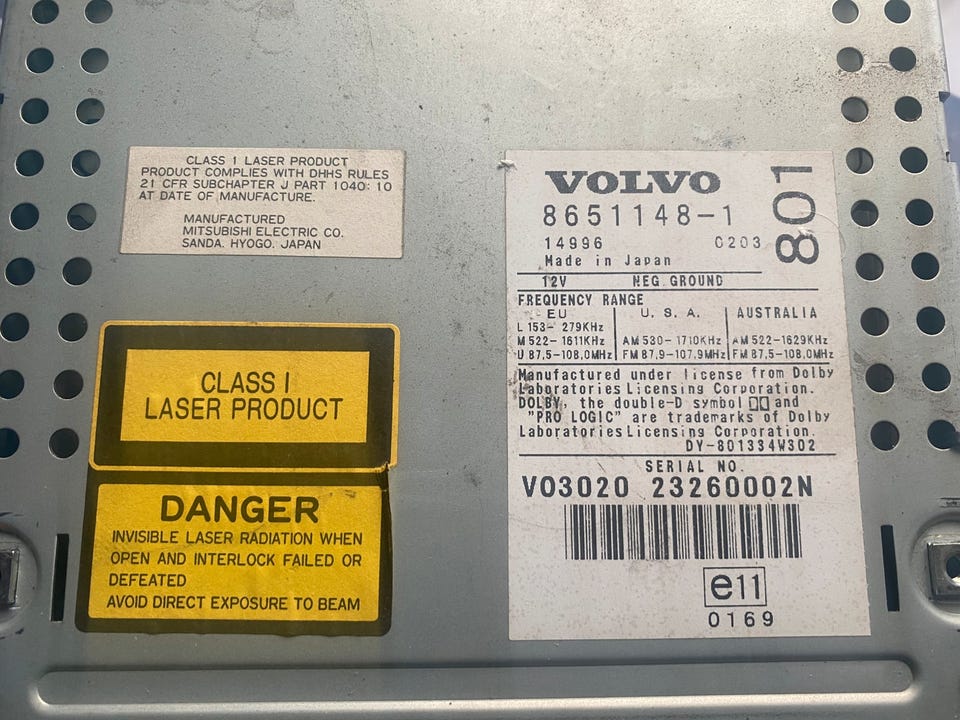 CLASS 1 LASER PRODUCT
PRODUCT COMPLIES WITH DHHS RULES
21 CFR SUBCHAPTER J PART 1040: 10
AT DATE OF MANUFACTURE.
MANUFACTURED
MITSUBISHI ELECTRIC CO.
SANDA. HYOGO. JAPAN
CLASS 1
LASER PRODUCT
DANGER
INVISIBLE LASER RADIATION WHEN
OPEN AND INTERLOCK FAILED OR
DEFEATED
AVOID DIRECT EXPOSURE TO BEAM
VOLVO
801
8651148-1
14996 0203
Made in Japan
12V NEG.GROUND
FREQUENCY RANGE
EU U. S. A. AUSTRALIA
L 153- 279KHz
M 522- 1611KHz AM 530- 1710KHz AM 522-1629KHz
U 87.5-108.0MHz FM 87.9-107.9MHz FM 87.5-108.0MHz
Manufactured under license from Dolby
Laboratories Licensing Corporation.
DOLBY, the double-D symbol and
"PRO LOGIC" are trademarks of Dolby
Laboratories Licensing Corporation.
DY-801334W302
SERIAL NO.
VO3020 23260002N
e11
0169